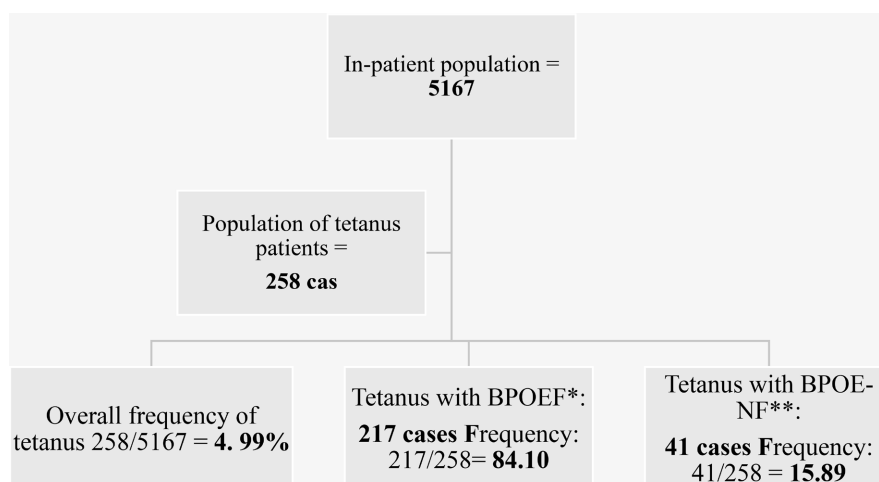 In-patient population =
5167
Population of tetanus
patients =
258 cas
Overall frequency of
tetanus 258/5167 = 4. 99%
Tetanus with BPOEF*:
217 cases Frequency:
217/258= 84.10
Tetanus with BPOE-
NF**:
41 cases Frequency:
41/258 = 15.89